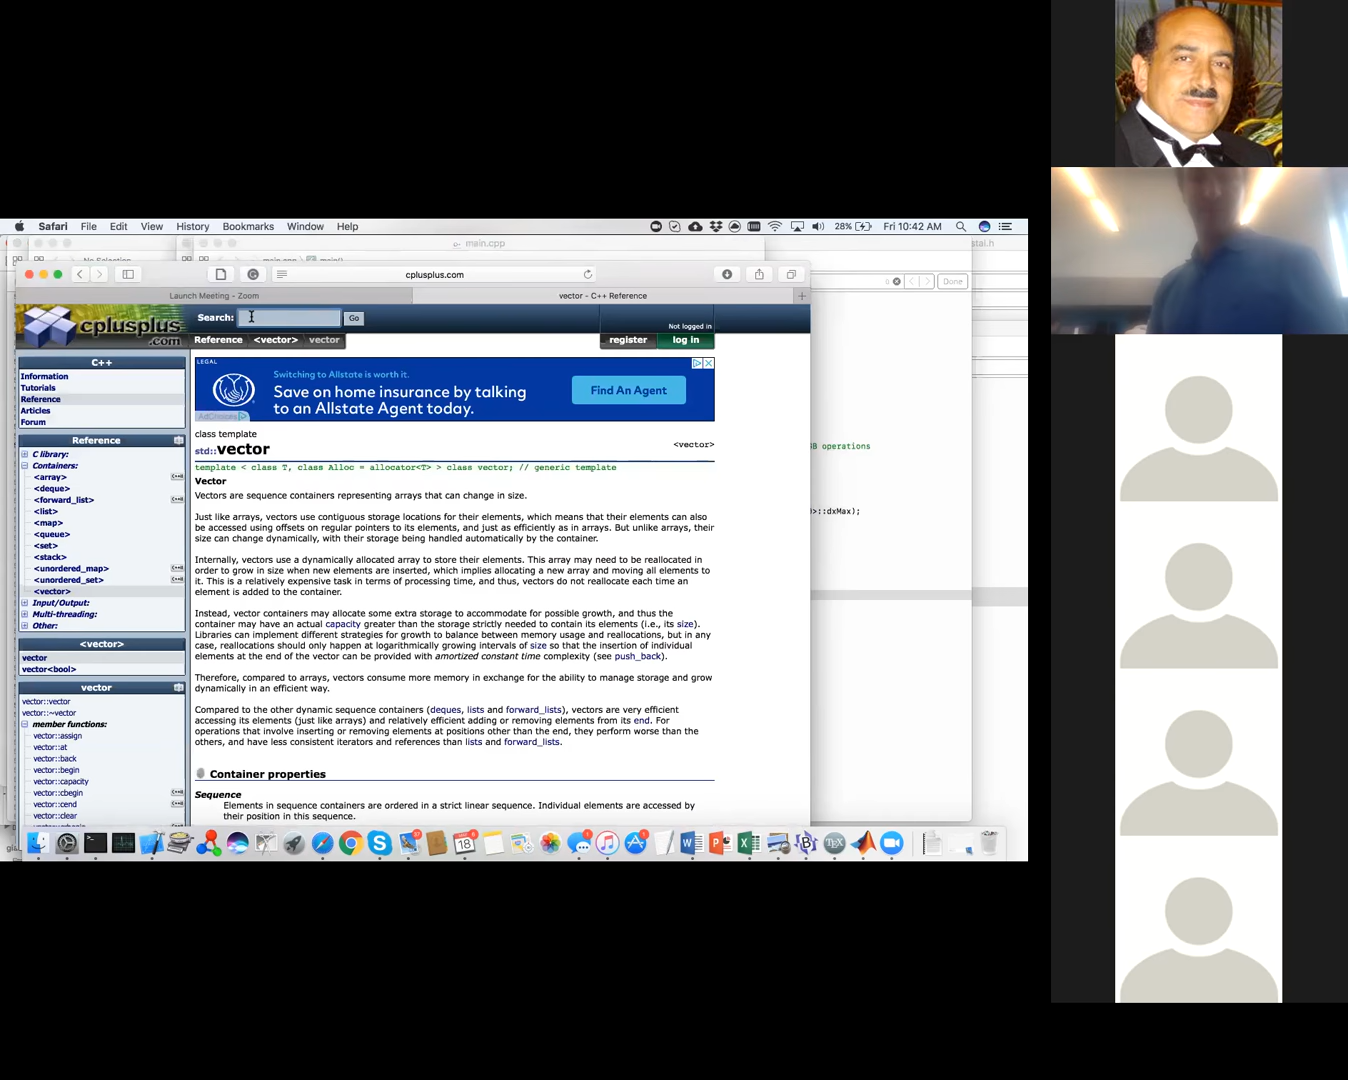 Safari File Edit View History Bookmarks Window Help
28% Fri 10:42 AM
main.cpp
stal.h
No Selection
main.cpp main()
cplusplus.com
Done
Launch Meeting - Zoom
vector - C++ Reference
cplusplus
.com
Search:
Go
Not logged in
Reference <vector> vector
register log in
C++
Information
Tutorials
Reference
Articles
Forum
Reference
C library:
Containers:
<array>
<deque>
<forward_list>
<list>
<map>
<queue>
<set>
<stack>
<unordered_map>
<unordered_set>
<vector>
Input/Output:
Multi-threading:
Other:
<vector>
vector
vector<bool>
vector
vector::vector
vector::~vector
member functions:
vector::assign
vector::at
vector::back
vector::begin
vector::capacity
vector::cbegin
vector::cend
vector::clear
LEGAL
Switching to Allstate is worth it.
Save on home insurance by talking
to an Allstate Agent today.
Find An Agent
AdChoices
class template
<vector>
std::vector
template < class T, class Alloc = allocator<T> > class vector; // generic template
Vector
Vectors are sequence containers representing arrays that can change in size.
Just like arrays, vectors use contiguous storage locations for their elements, which means that their elements can also
be accessed using offsets on regular pointers to its elements, and just as efficiently as in arrays. But unlike arrays, their
size can change dynamically, with their storage being handled automatically by the container.
Internally, vectors use a dynamically allocated array to store their elements. This array may need to be reallocated in
order to grow in size when new elements are inserted, which implies allocating a new array and moving all elements to
it. This is a relatively expensive task in terms of processing time, and thus, vectors do not reallocate each time an
element is added to the container.
Instead, vector containers may allocate some extra storage to accommodate for possible growth, and thus the
container may have an actual capacity greater than the storage strictly needed to contain its elements (i.e., its size).
Libraries can implement different strategies for growth to balance between memory usage and reallocations, but in any
case, reallocations should only happen at logarithmically growing intervals of size so that the insertion of individual
elements at the end of the vector can be provided with amortized constant time complexity (see push_back).
Therefore, compared to arrays, vectors consume more memory in exchange for the ability to manage storage and grow
dynamically in an efficient way.
Compared to the other dynamic sequence containers (deques, lists and forward_lists), vectors are very efficient
accessing its elements (just like arrays) and relatively efficient adding or removing elements from its end. For
operations that involve inserting or removing elements at positions other than the end, they perform worse than the
others, and have less consistent iterators and references than lists and forward_lists.
Container properties
Sequence
Elements in sequence containers are ordered in a strict linear sequence. Individual elements are accessed by
their position in this sequence.
B operations
>::dxMax);
18